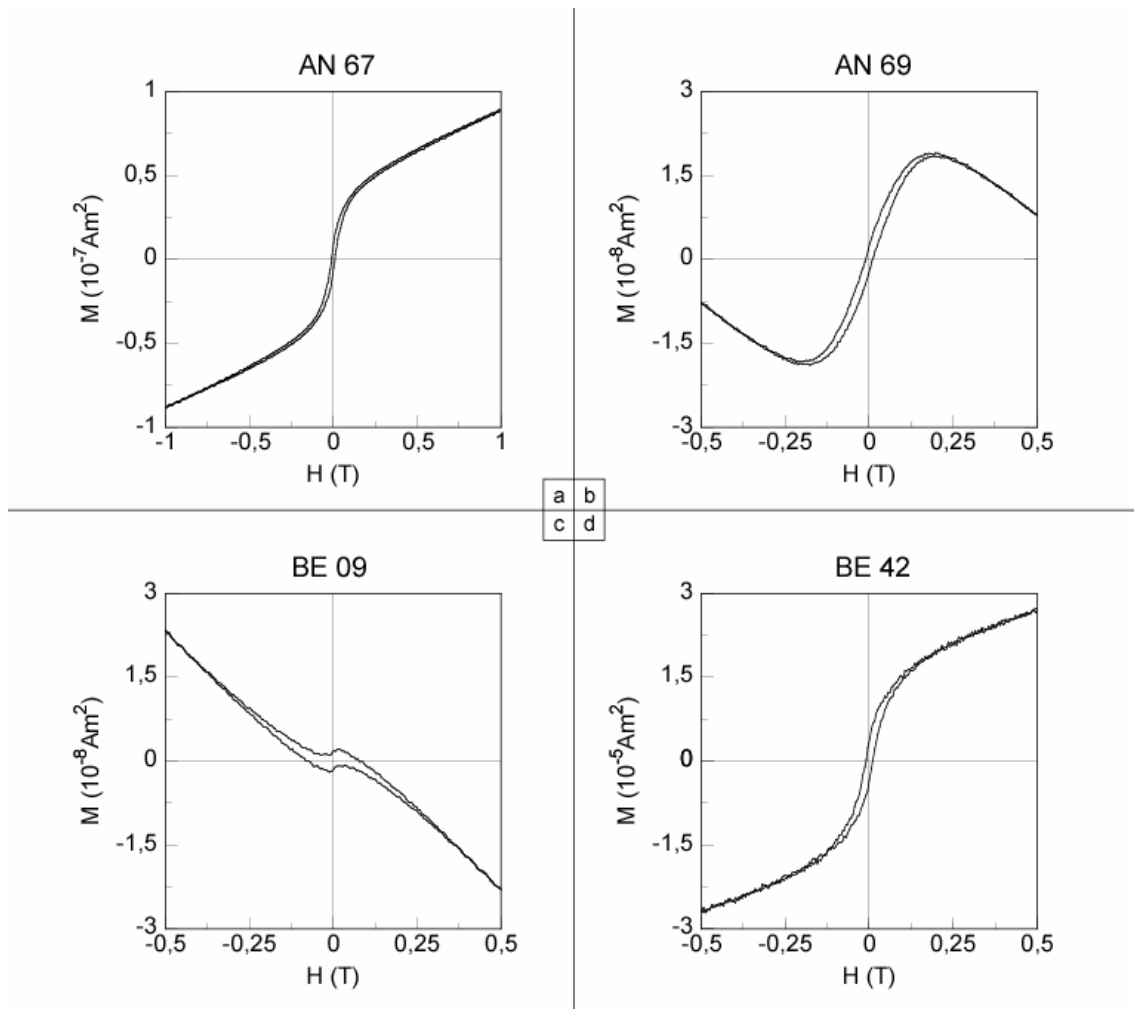 AN 67
M (10⁻⁷Am²)
1
0,5
0
-0,5
-1
-1 -0,5 0 0,5 1
H (T)
AN 69
M (10⁻⁸Am²)
3
1,5
0
-1,5
-3
-0,5 -0,25 0 0,25 0,5
H (T)
a b
c d
BE 09
M (10⁻⁸Am²)
3
1,5
0
-1,5
-3
-0,5 -0,25 0 0,25 0,5
H (T)
BE 42
M (10⁻⁵Am²)
3
1,5
0
-1,5
-3
-0,5 -0,25 0 0,25 0,5
H (T)